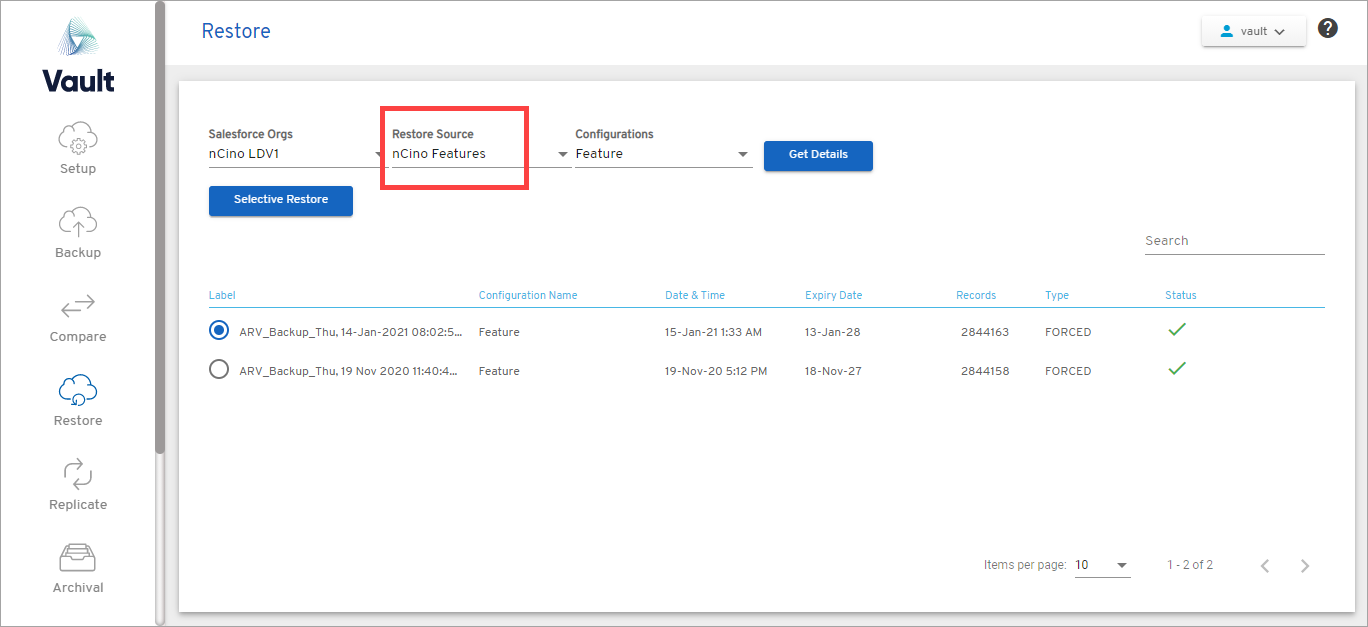 Vault
Setup
Backup
Compare
Restore
Replicate
Archival
Restore
vault
?
Salesforce Orgs
nCino LDV1
Restore Source
nCino Features
Configurations
Feature
Get Details
Selective Restore
Search
Label Configuration Name Date & Time Expiry Date Records Type Status
ARV_Backup_Thu, 14-Jan-2021 08:02:5... Feature 15-Jan-21 1:33 AM 13-Jan-28 2844163 FORCED
ARV_Backup_Thu, 19 Nov 2020 11:40:4... Feature 19-Nov-20 5:12 PM 18-Nov-27 2844158 FORCED
Items per page: 10 1 - 2 of 2